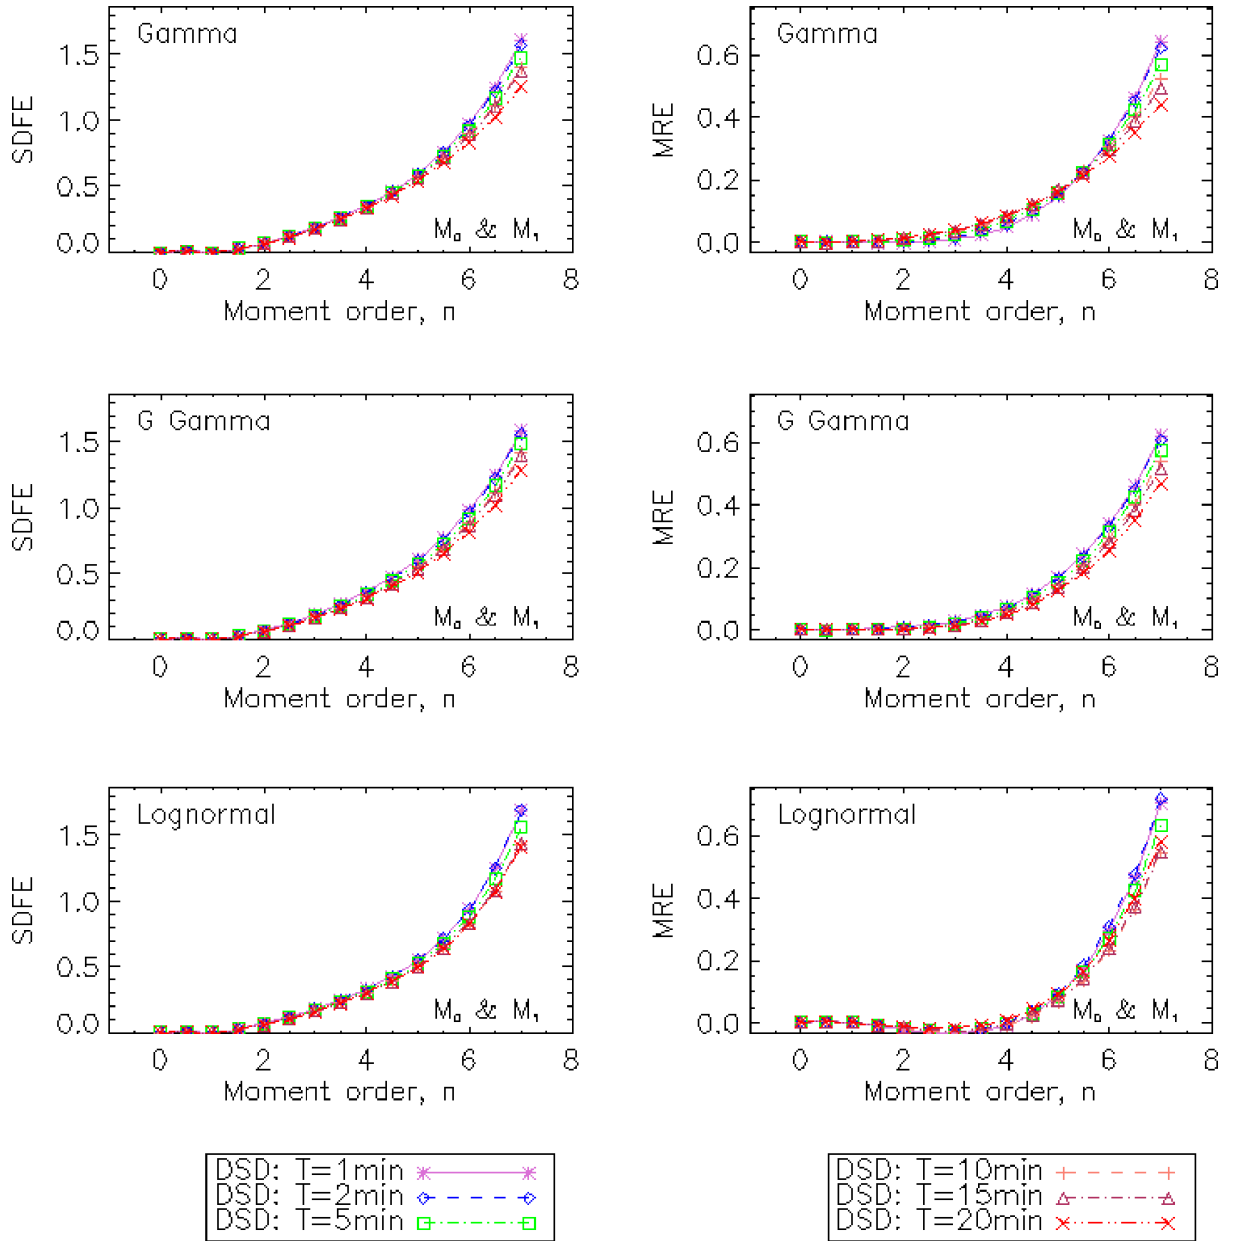 Gamma
1.5
1.0
0.5
0.0
SDFE
M₀ & M₁
0 2 4 6 8
Moment order, n
Gamma
0.6
0.4
0.2
0.0
MRE
M₀ & M₁
0 2 4 6 8
Moment order, n
G Gamma
1.5
1.0
0.5
0.0
SDFE
M₀ & M₁
0 2 4 6 8
Moment order, n
G Gamma
0.6
0.4
0.2
0.0
MRE
M₀ & M₁
0 2 4 6 8
Moment order, n
Lognormal
1.5
1.0
0.5
0.0
SDFE
M₀ & M₁
0 2 4 6 8
Moment order, n
Lognormal
0.6
0.4
0.2
0.0
MRE
M₀ & M₁
0 2 4 6 8
Moment order, n
DSD: T=1min
DSD: T=2min
DSD: T=5min
DSD: T=10min
DSD: T=15min
DSD: T=20min